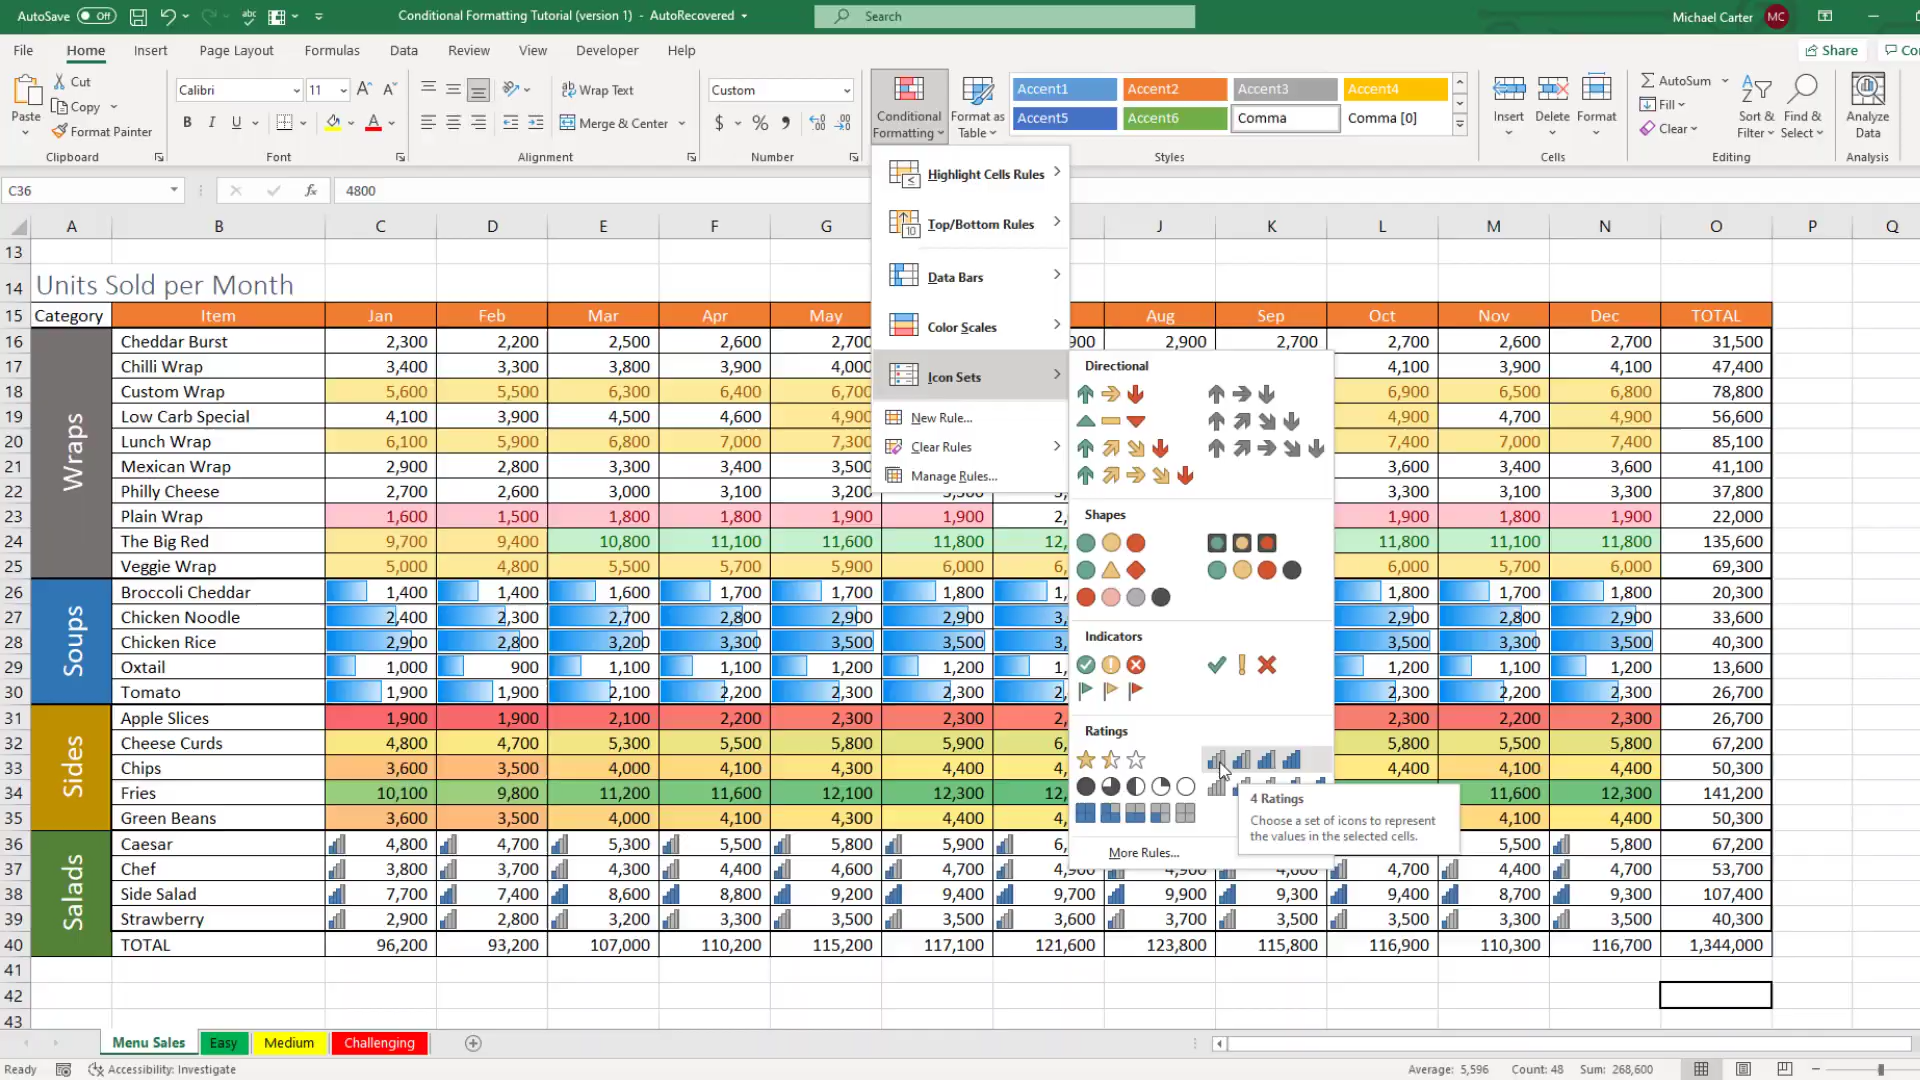 AutoSave Off Conditional Formatting Tutorial (version 1) - AutoRecovered Search Michael Carter MC
File Home Insert Page Layout Formulas Data Review View Developer Help Share
Paste Cut Copy Format Painter Calibri 11 Wrap Text Merge & Center Custom
B I U $ % Conditional Formatting Format as Table Accent1 Accent2 Accent3 Accent4 Accent5 Accent6 Comma Comma [0] Insert Delete Format AutoSum Fill Clear Sort & Filter Find & Select Analyze Data
Clipboard Font Alignment Number Styles Cells Editing Analysis
C36 fx 4800
A B C D E F G J K L M N O P Q
Highlight Cells Rules
Top/Bottom Rules
Data Bars
Color Scales
Icon Sets
New Rule...
Clear Rules
Manage Rules...
Directional
Shapes
Indicators
Ratings
More Rules...
4 Ratings
Choose a set of icons to represent
the values in the selected cells.
13
14 Units Sold per Month
15 Category Item Jan Feb Mar Apr May Aug Sep Oct Nov Dec TOTAL
Wraps
16 Cheddar Burst 2,300 2,200 2,500 2,600 2,700 900 2,900 2,700 2,700 2,600 2,700 31,500
17 Chilli Wrap 3,400 3,300 3,800 3,900 4,000 4,100 3,900 4,100 47,400
18 Custom Wrap 5,600 5,500 6,300 6,400 6,700 6,900 6,500 6,800 78,800
19 Low Carb Special 4,100 3,900 4,500 4,600 4,900 4,900 4,700 4,900 56,600
20 Lunch Wrap 6,100 5,900 6,800 7,000 7,300 7,400 7,000 7,400 85,100
21 Mexican Wrap 2,900 2,800 3,300 3,400 3,500 3,600 3,400 3,600 41,100
22 Philly Cheese 2,700 2,600 3,000 3,100 3,200 3,300 3,100 3,300 37,800
23 Plain Wrap 1,600 1,500 1,800 1,800 1,900 1,900 2, 1,900 1,800 1,900 22,000
24 The Big Red 9,700 9,400 10,800 11,100 11,600 11,800 12, 11,800 11,100 11,800 135,600
25 Veggie Wrap 5,000 4,800 5,500 5,700 5,900 6,000 6, 6,000 5,700 6,000 69,300
Soups
26 Broccoli Cheddar 1,400 1,400 1,600 1,700 1,700 1,800 1, 1,800 1,700 1,800 20,300
27 Chicken Noodle 2,400 2,300 2,700 2,800 2,900 2,900 3, 2,900 2,800 2,900 33,600
28 Chicken Rice 2,900 2,800 3,200 3,300 3,500 3,500 3, 3,500 3,300 3,500 40,300
29 Oxtail 1,000 900 1,100 1,100 1,200 1,200 1, 1,200 1,100 1,200 13,600
30 Tomato 1,900 1,900 2,100 2,200 2,300 2,300 2, 2,300 2,200 2,300 26,700
Sides
31 Apple Slices 1,900 1,900 2,100 2,200 2,300 2,300 2, 2,300 2,200 2,300 26,700
32 Cheese Curds 4,800 4,700 5,300 5,500 5,800 5,900 6, 5,800 5,500 5,800 67,200
33 Chips 3,600 3,500 4,000 4,100 4,300 4,400 4, 4,400 4,100 4,400 50,300
34 Fries 10,100 9,800 11,200 11,600 12,100 12,300 12, 11,600 12,300 141,200
35 Green Beans 3,600 3,500 4,000 4,100 4,300 4,400 4, 4,100 4,400 50,300
Salads
36 Caesar 4,800 4,700 5,300 5,500 5,800 5,900 6, 5,500 5,800 67,200
37 Chef 3,800 3,700 4,300 4,400 4,600 4,700 4,900 4,900 4,600 4,700 4,400 4,700 53,700
38 Side Salad 7,700 7,400 8,600 8,800 9,200 9,400 9,700 9,900 9,300 9,400 8,700 9,300 107,400
39 Strawberry 2,900 2,800 3,200 3,300 3,500 3,500 3,600 3,700 3,500 3,500 3,300 3,500 40,300
40 TOTAL 96,200 93,200 107,000 110,200 115,200 117,100 121,600 123,800 115,800 116,900 110,300 116,700 1,344,000
41
42
43
Menu Sales Easy Medium Challenging
Ready Accessibility: Investigate Average: 5,596 Count: 48 Sum: 268,600